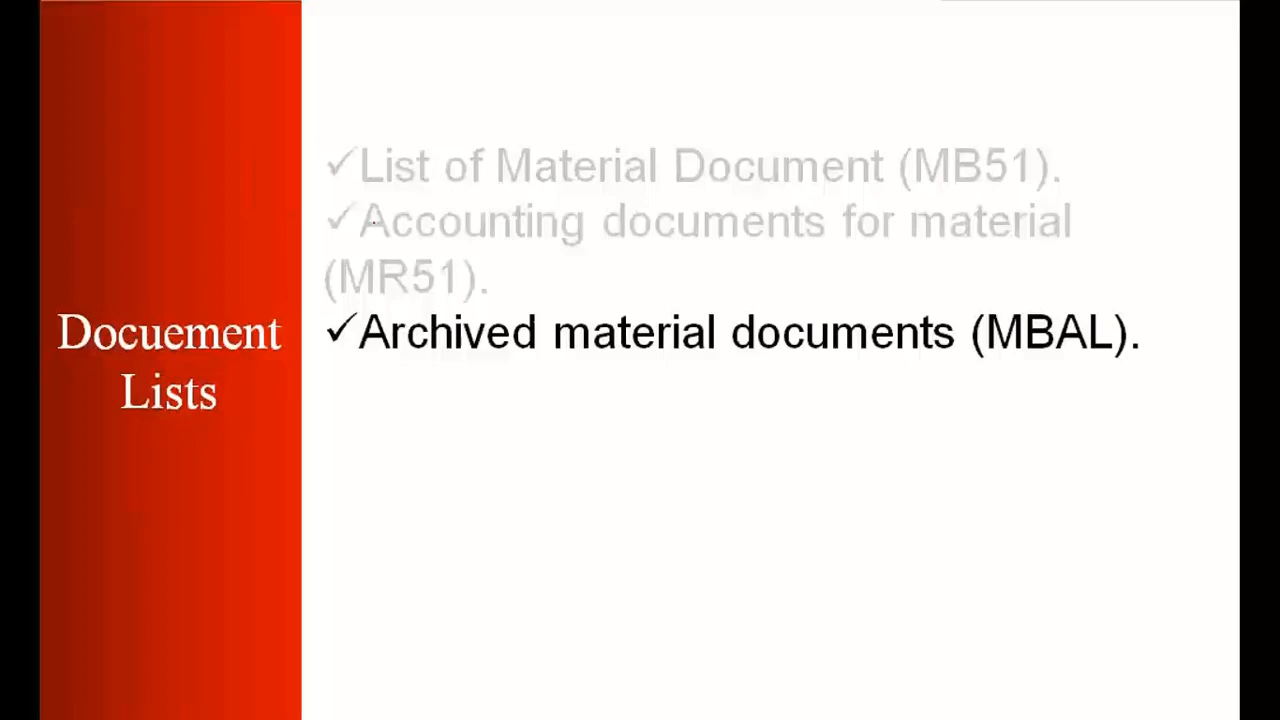 Docuement
Lists
✓List of Material Document (MB51).
✓Accounting documents for material
(MR51).
✓Archived material documents (MBAL).